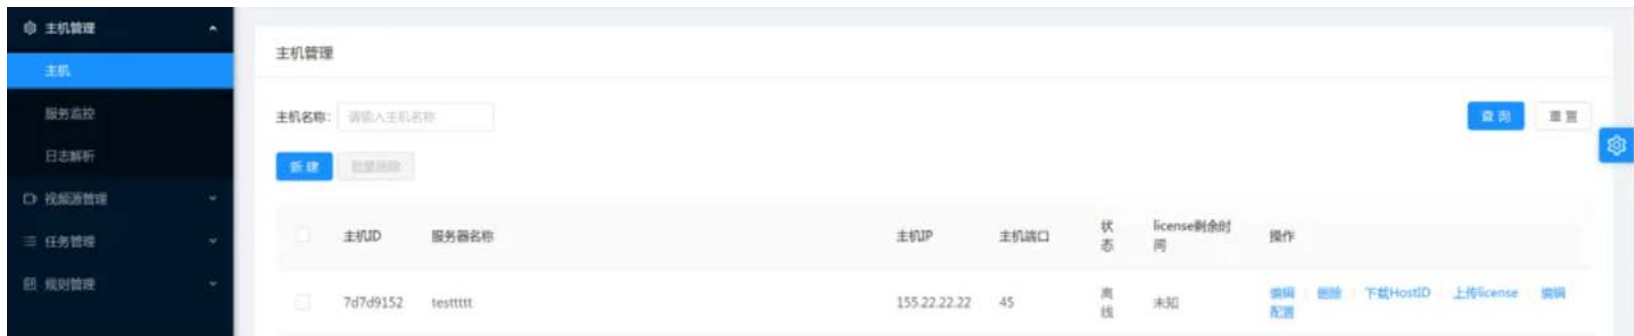 主机管理
主机
服务监控
日志解析
视频源管理
任务管理
规则管理
主机管理
主机名称:
请输入主机名称
查询
重置
新建
批量删除
主机ID
服务器名称
主机IP
主机端口
状
态
license剩余时
间
操作
7d7d9152
testtttt
155.22.22.22
45
离
线
未知
编辑 删除 下载HostID 上传license 编辑
配置